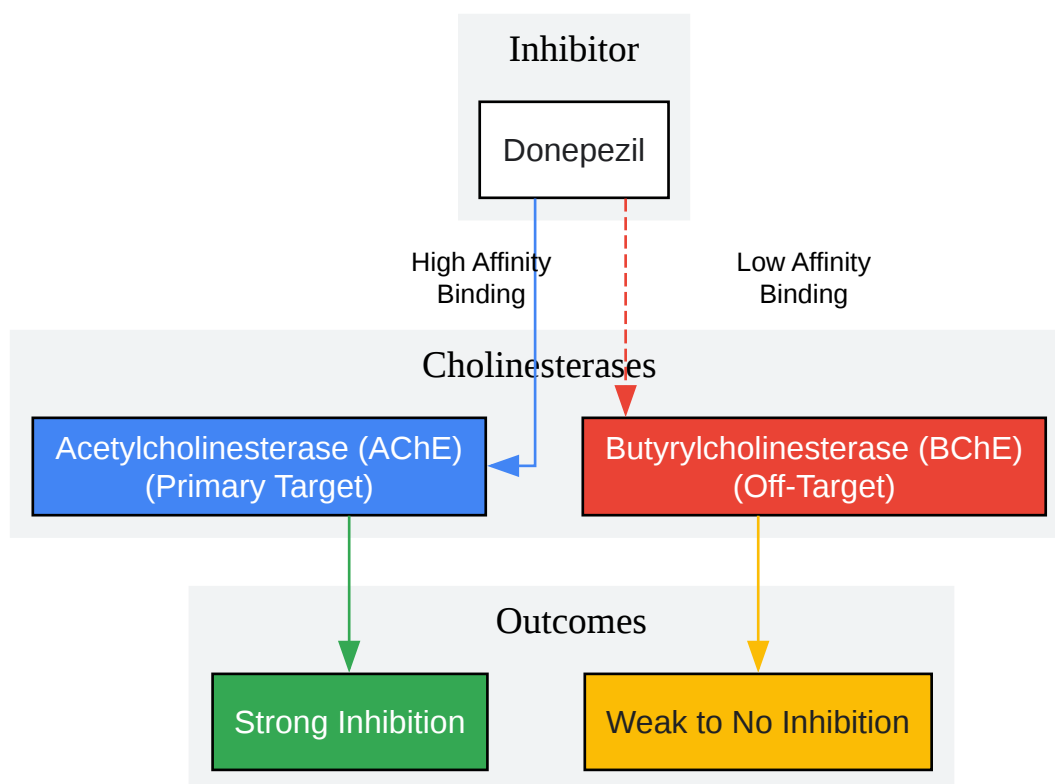 Inhibitor
Donepezil
High Affinity
Binding
Low Affinity
Binding
Cholinesterases
Acetylcholinesterase (AChE)
(Primary Target)
Butyrylcholinesterase (BChE)
(Off-Target)
Outcomes
Strong Inhibition
Weak to No Inhibition